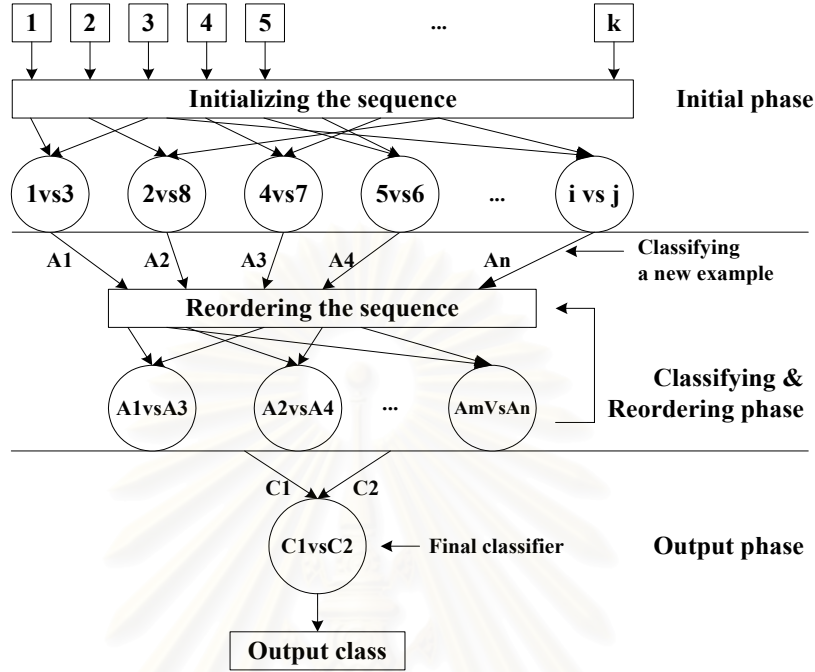 1 2 3 4 5 ... k
Initializing the sequence
Initial phase
1vs3 2vs8 4vs7 5vs6 ... i vs j
A1 A2 A3 A4 An
Classifying
a new example
Reordering the sequence
A1vsA3 A2vsA4 ... AmVsAn
Classifying &
Reordering phase
C1 C2
C1vsC2
Final classifier
Output phase
Output class